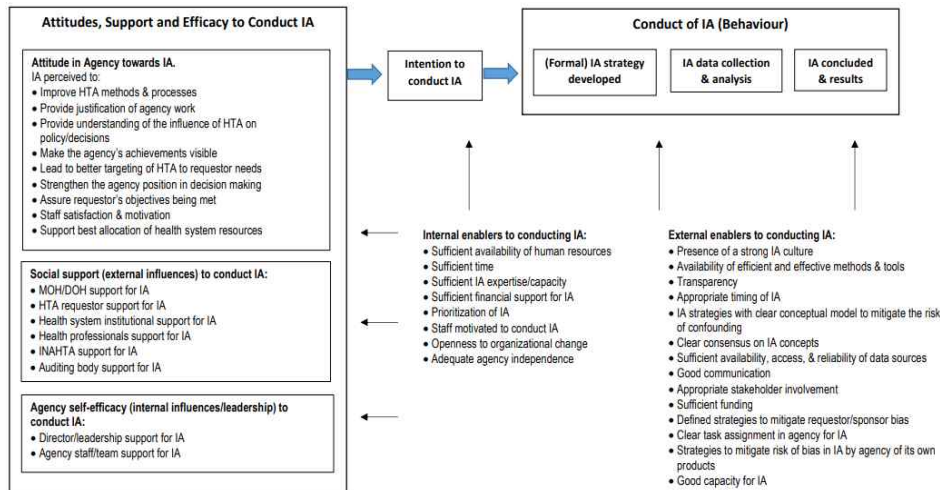 Attitudes, Support and Efficacy to Conduct IA
Attitude in Agency towards IA.
IA perceived to:
• Improve HTA methods & processes
• Provide justification of agency work
• Provide understanding of the influence of HTA on
policy/decisions
• Make the agency's achievements visible
• Lead to better targeting of HTA to requestor needs
• Strengthen the agency position in decision making
• Assure requestor's objectives being met
• Staff satisfaction & motivation
• Support best allocation of health system resources
Social support (external influences) to conduct IA:
• MOH/DOH support for IA
• HTA requestor support for IA
• Health system institutional support for IA
• Health professionals support for IA
• INAHTA support for IA
• Auditing body support for IA
Agency self-efficacy (internal influences/leadership) to
conduct IA:
• Director/leadership support for IA
• Agency staff/team support for IA
Intention to
conduct IA
Conduct of IA (Behaviour)
(Formal) IA strategy
developed
IA data collection
& analysis
IA concluded
& results
Internal enablers to conducting IA:
• Sufficient availability of human resources
• Sufficient time
• Sufficient IA expertise/capacity
• Sufficient financial support for IA
• Prioritization of IA
• Staff motivated to conduct IA
• Openness to organizational change
• Adequate agency independence
External enablers to conducting IA:
• Presence of a strong IA culture
• Availability of efficient and effective methods & tools
• Transparency
• Appropriate timing of IA
• IA strategies with clear conceptual model to mitigate the risk
of confounding
• Clear consensus on IA concepts
• Sufficient availability, access, & reliability of data sources
• Good communication
• Appropriate stakeholder involvement
• Sufficient funding
• Defined strategies to mitigate requestor/sponsor bias
• Clear task assignment in agency for IA
• Strategies to mitigate risk of bias in IA by agency of its own
products
• Good capacity for IA